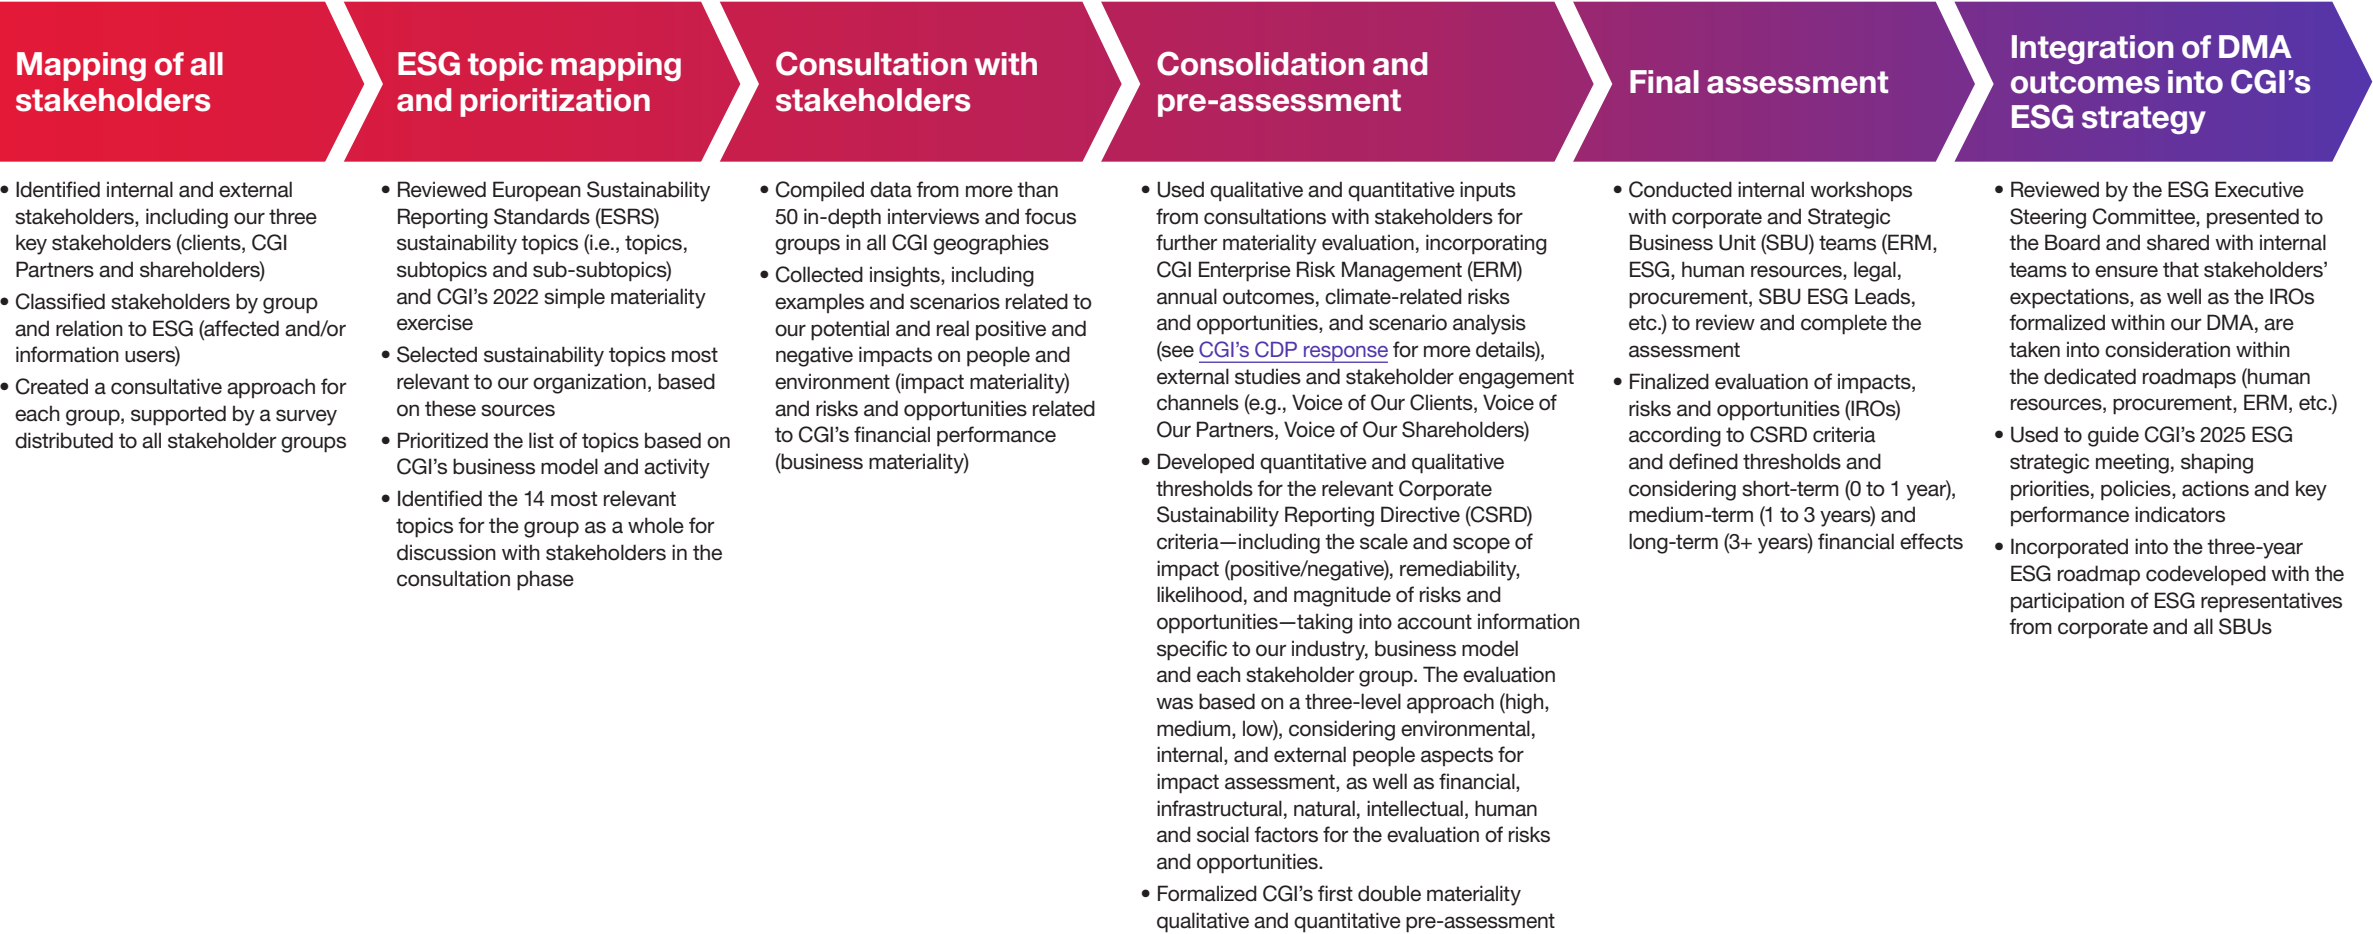 Mapping of all
stakeholders
• Identified internal and external
stakeholders, including our three
key stakeholders (clients, CGI
Partners and shareholders)
• Classified stakeholders by group
and relation to ESG (affected and/or
information users)
• Created a consultative approach for
each group, supported by a survey
distributed to all stakeholder groups
ESG topic mapping
and prioritization
• Reviewed European Sustainability
Reporting Standards (ESRS)
sustainability topics (i.e., topics,
subtopics and sub-subtopics)
and CGI’s 2022 simple materiality
exercise
• Selected sustainability topics most
relevant to our organization, based
on these sources
• Prioritized the list of topics based on
CGI’s business model and activity
• Identified the 14 most relevant
topics for the group as a whole for
discussion with stakeholders in the
consultation phase
Consultation with
stakeholders
• Compiled data from more than
50 in-depth interviews and focus
groups in all CGI geographies
• Collected insights, including
examples and scenarios related to
our potential and real positive and
negative impacts on people and
environment (impact materiality)
and risks and opportunities related
to CGI’s financial performance
(business materiality)
Consolidation and
pre-assessment
• Used qualitative and quantitative inputs
from consultations with stakeholders for
further materiality evaluation, incorporating
CGI Enterprise Risk Management (ERM)
annual outcomes, climate-related risks
and opportunities, and scenario analysis
(see CGI’s CDP response for more details),
external studies and stakeholder engagement
channels (e.g., Voice of Our Clients, Voice of
Our Partners, Voice of Our Shareholders)
• Developed quantitative and qualitative
thresholds for the relevant Corporate
Sustainability Reporting Directive (CSRD)
criteria—including the scale and scope of
impact (positive/negative), remediability,
likelihood, and magnitude of risks and
opportunities—taking into account information
specific to our industry, business model
and each stakeholder group. The evaluation
was based on a three-level approach (high,
medium, low), considering environmental,
internal, and external people aspects for
impact assessment, as well as financial,
infrastructural, natural, intellectual, human
and social factors for the evaluation of risks
and opportunities.
• Formalized CGI’s first double materiality
qualitative and quantitative pre-assessment
Final assessment
• Conducted internal workshops
with corporate and Strategic
Business Unit (SBU) teams (ERM,
ESG, human resources, legal,
procurement, SBU ESG Leads,
etc.) to review and complete the
assessment
• Finalized evaluation of impacts,
risks and opportunities (IROs)
according to CSRD criteria
and defined thresholds and
considering short-term (0 to 1 year),
medium-term (1 to 3 years) and
long-term (3+ years) financial effects
Integration of DMA
outcomes into CGI’s
ESG strategy
• Reviewed by the ESG Executive
Steering Committee, presented to
the Board and shared with internal
teams to ensure that stakeholders’
expectations, as well as the IROs
formalized within our DMA, are
taken into consideration within
the dedicated roadmaps (human
resources, procurement, ERM, etc.)
• Used to guide CGI’s 2025 ESG
strategic meeting, shaping
priorities, policies, actions and key
performance indicators
• Incorporated into the three-year
ESG roadmap codeveloped with the
participation of ESG representatives
from corporate and all SBUs